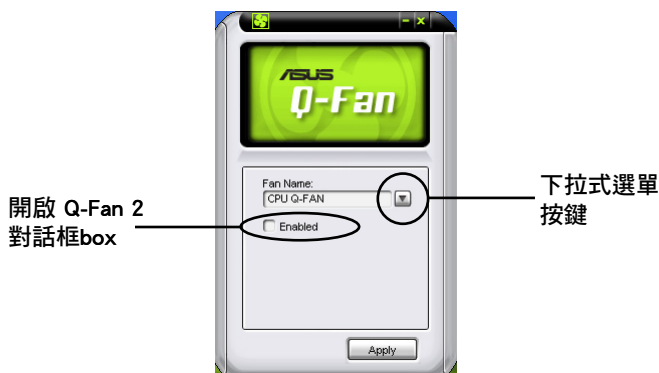 ASUS
Q-Fan
Fan Name:
CPU Q-FAN
Enabled
Apply
開啟 Q-Fan 2
對話框box
下拉式選單
按鍵